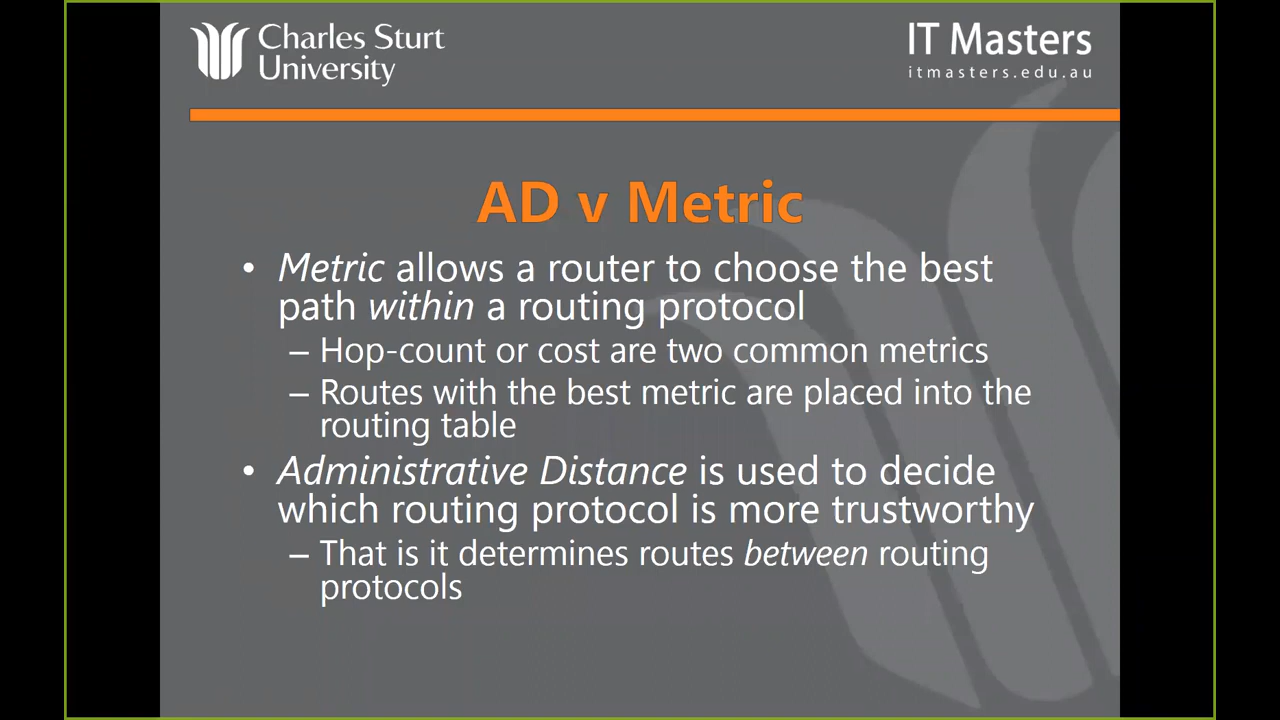 Charles Sturt
University
IT Masters
itmasters.edu.au
AD v Metric
• Metric allows a router to choose the best
path within a routing protocol
– Hop-count or cost are two common metrics
– Routes with the best metric are placed into the
routing table
• Administrative Distance is used to decide
which routing protocol is more trustworthy
– That is it determines routes between routing
protocols